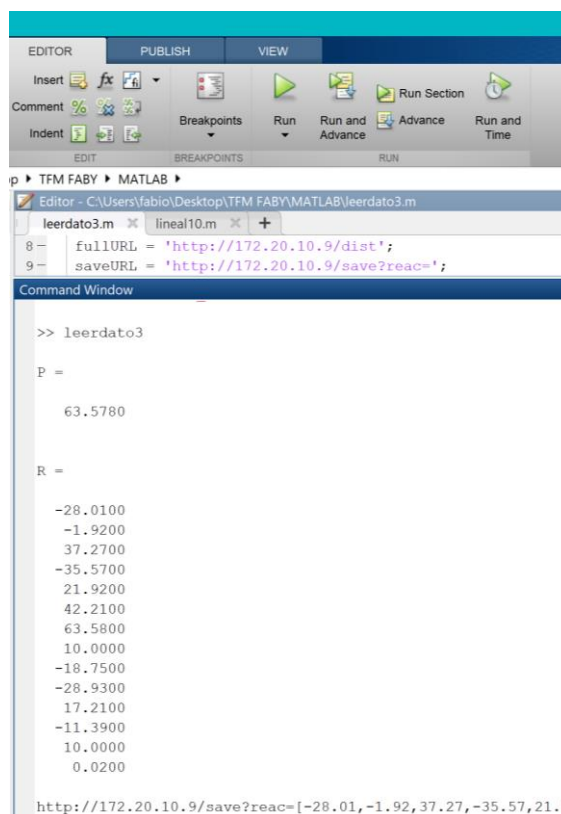 EDITOR PUBLISH VIEW
Insert fx
Comment %
Indent
Breakpoints
Run
Run and Advance
Run Section
Advance
Run and Time
EDIT BREAKPOINTS RUN
p ▸ TFM FABY ▸ MATLAB ▸
Editor - C:\Users\fabio\Desktop\TFM FABY\MATLAB\leerdato3.m
leerdato3.m × lineal10.m × +
8 – fullURL = 'http://172.20.10.9/dist';
9 – saveURL = 'http://172.20.10.9/save?reac=';
Command Window
>> leerdato3
P =
63.5780
R =
-28.0100
-1.9200
37.2700
-35.5700
21.9200
42.2100
63.5800
10.0000
-18.7500
-28.9300
17.2100
-11.3900
10.0000
0.0200
http://172.20.10.9/save?reac=[-28.01,-1.92,37.27,-35.57,21.